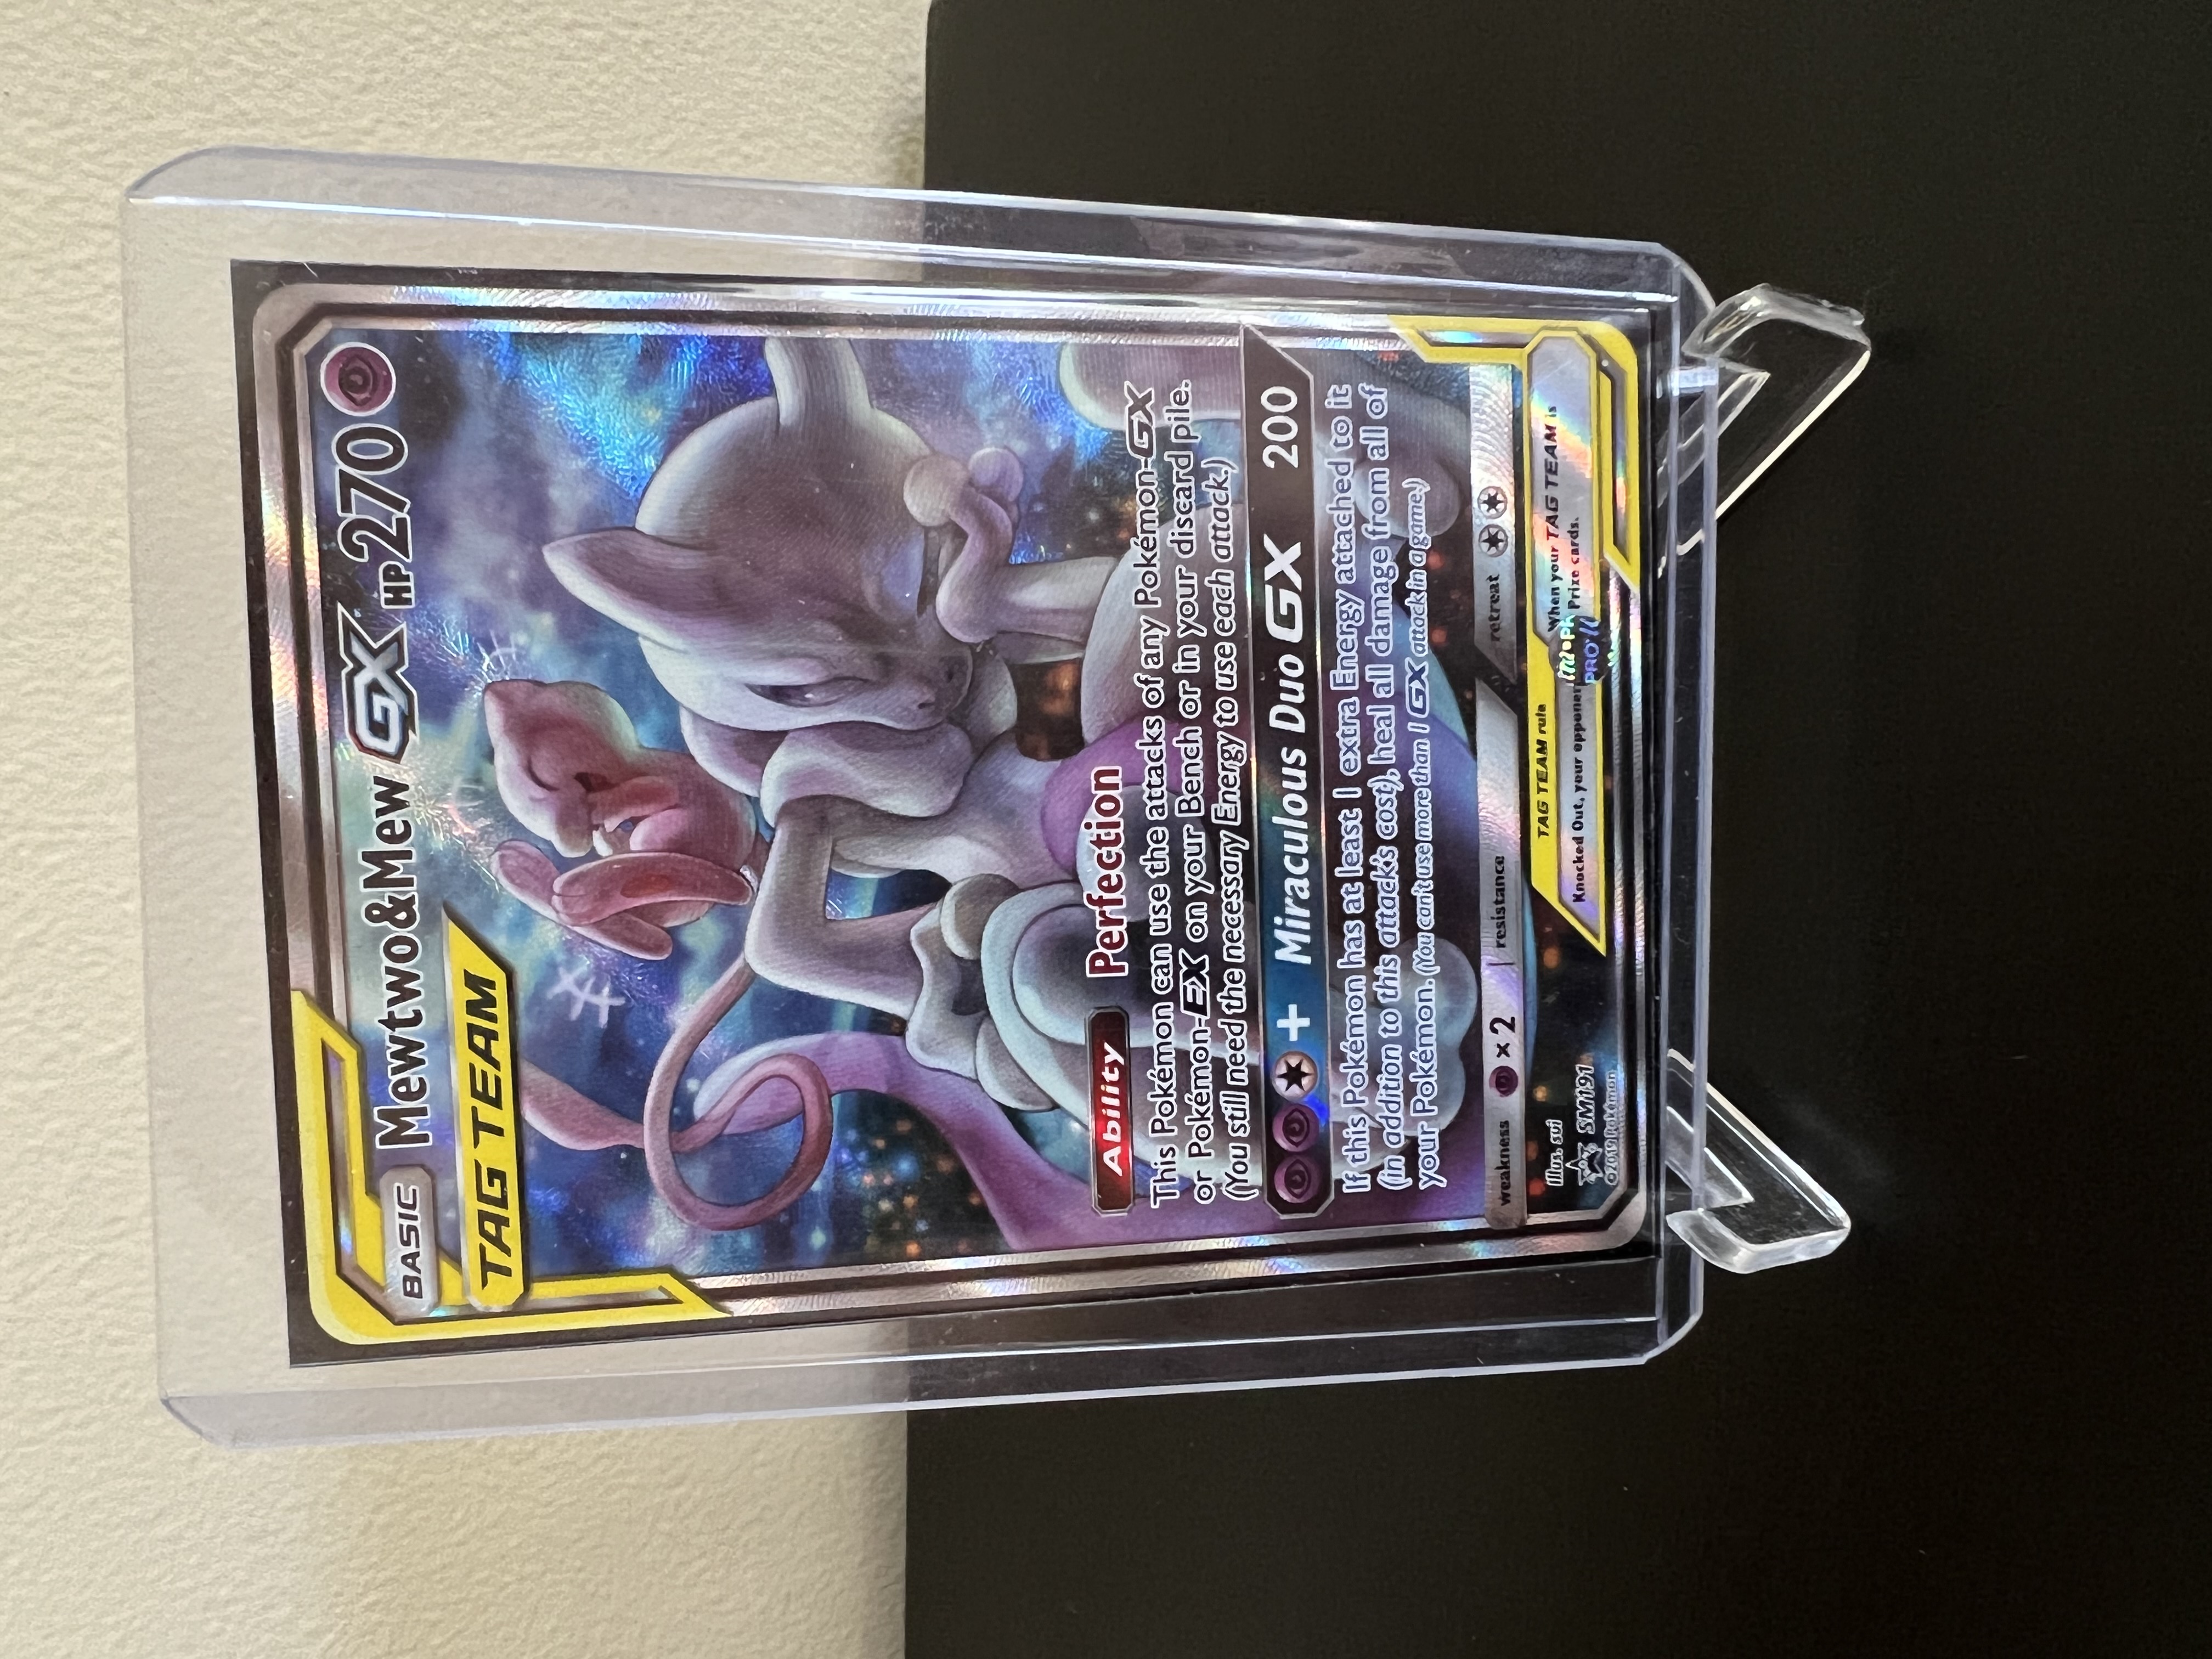 BASIC Mewtwo&Mew GX HP 270
TAG TEAM
Ability Perfection
This Pokémon can use the attacks of any Pokémon-GX
or Pokémon-EX on your Bench or in your discard pile.
(You still need the necessary Energy to use each attack.)
+ Miraculous Duo GX 200
If this Pokémon has at least 1 extra Energy attached to it
(in addition to this attack's cost), heal all damage from all of
your Pokémon. (You can't use more than 1 GX attack in a game.)
weakness ×2 resistance retreat
Illus. sui
SM191
©2019 Pokémon
TAG TEAM rule When your TAG TEAM is
Knocked Out, your Prize cards.
PRO